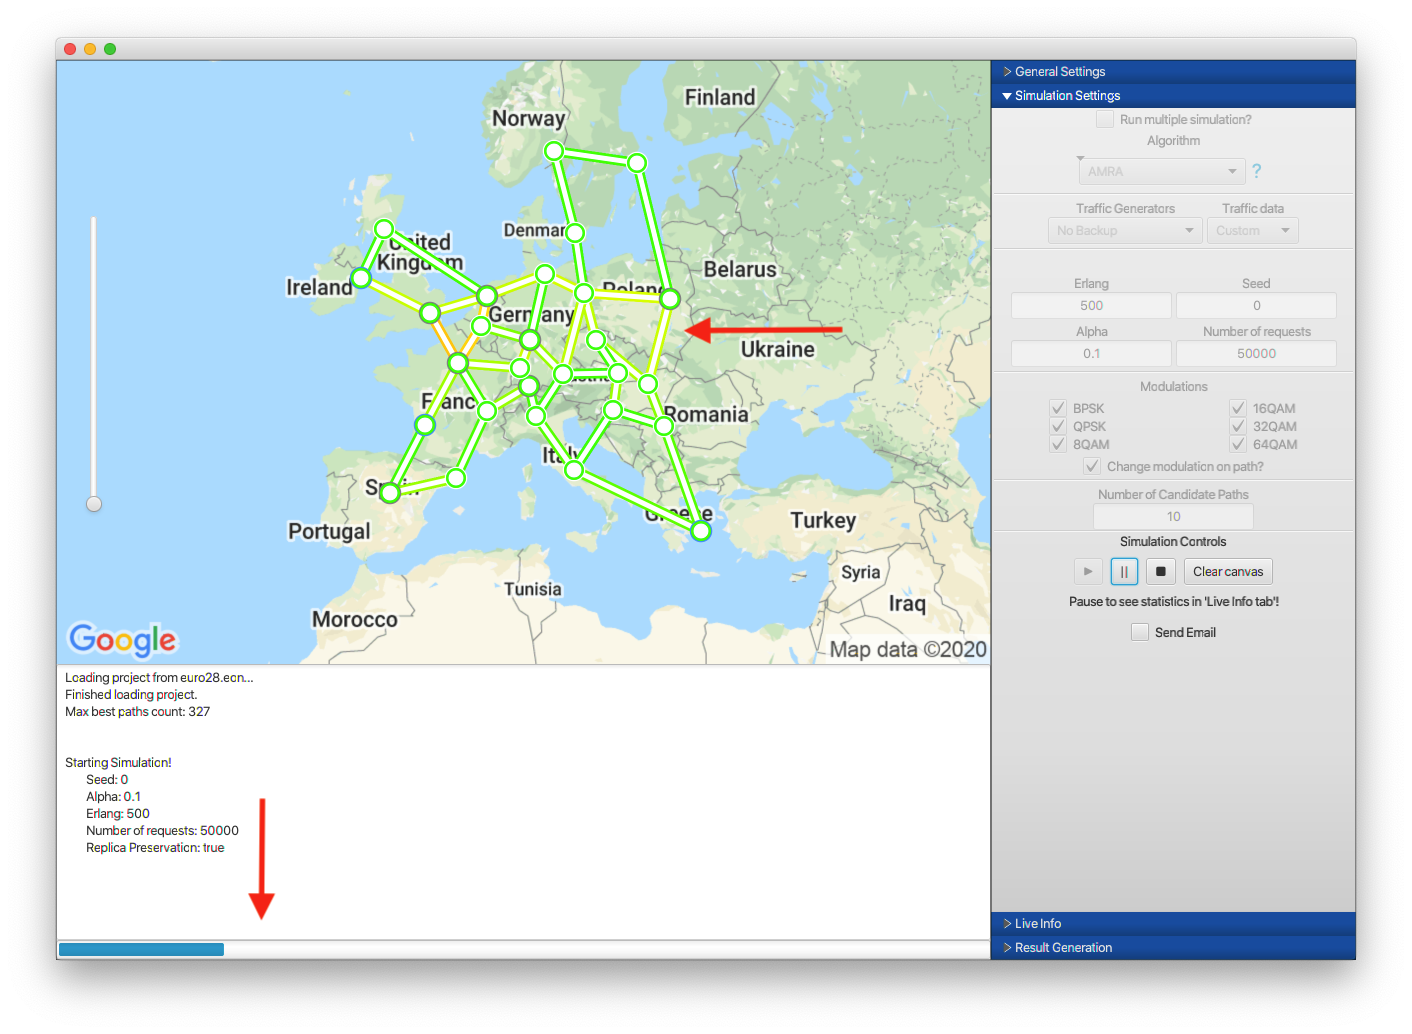 Finland
Norway
Denmar
United
Kingdom
Ireland
Belarus
Poland
Germany
Ukraine
Austria
France
Romania
Italy
Spain
Greece
Portugal
Turkey
Tunisia
Syria
Iraq
Morocco
Google
Map data ©2020
Loading project from euro28.eon...
Finished loading project.
Max best paths count: 327
Starting Simulation!
Seed: 0
Alpha: 0.1
Erlang: 500
Number of requests: 50000
Replica Preservation: true
General Settings
Simulation Settings
Run multiple simulation?
Algorithm
AMRA ?
Traffic Generators Traffic data
No Backup Custom
Erlang Seed
500 0
Alpha Number of requests
0.1 50000
Modulations
BPSK 16QAM
QPSK 32QAM
8QAM 64QAM
Change modulation on path?
Number of Candidate Paths
10
Simulation Controls
Clear canvas
Pause to see statistics in 'Live Info tab'!
Send Email
Live Info
Result Generation